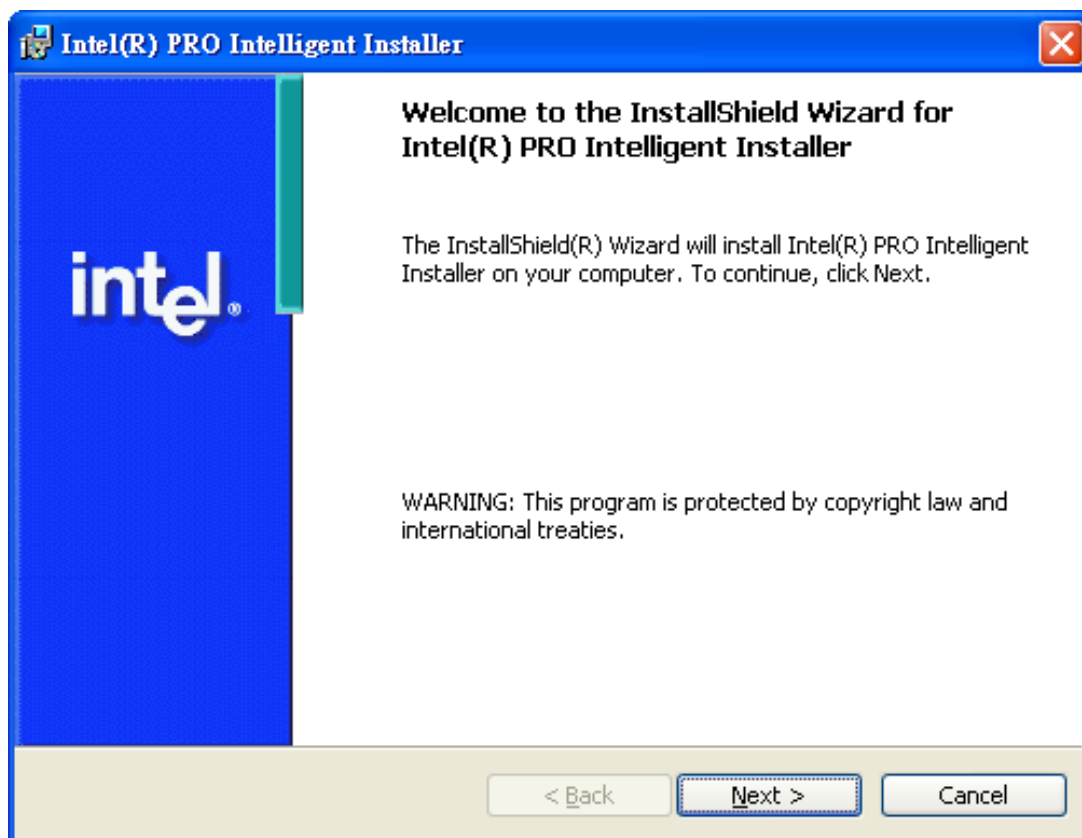 Intel(R) PRO Intelligent Installer
Welcome to the InstallShield Wizard for
Intel(R) PRO Intelligent Installer
The InstallShield(R) Wizard will install Intel(R) PRO Intelligent
Installer on your computer. To continue, click Next.
intel®
WARNING: This program is protected by copyright law and
international treaties.
< Back
Next >
Cancel